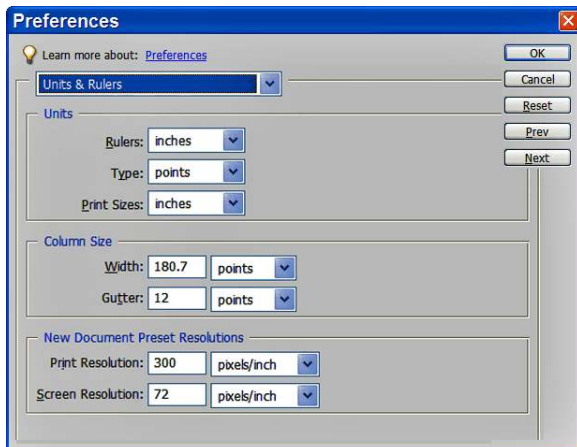 Preferences
Learn more about: Preferences
OK
Units & Rulers
Cancel
Units
Reset
Rulers: inches
Prev
Type: points
Next
Print Sizes: inches
Column Size
Width: 180.7 points
Gutter: 12 points
New Document Preset Resolutions
Print Resolution: 300 pixels/inch
Screen Resolution: 72 pixels/inch